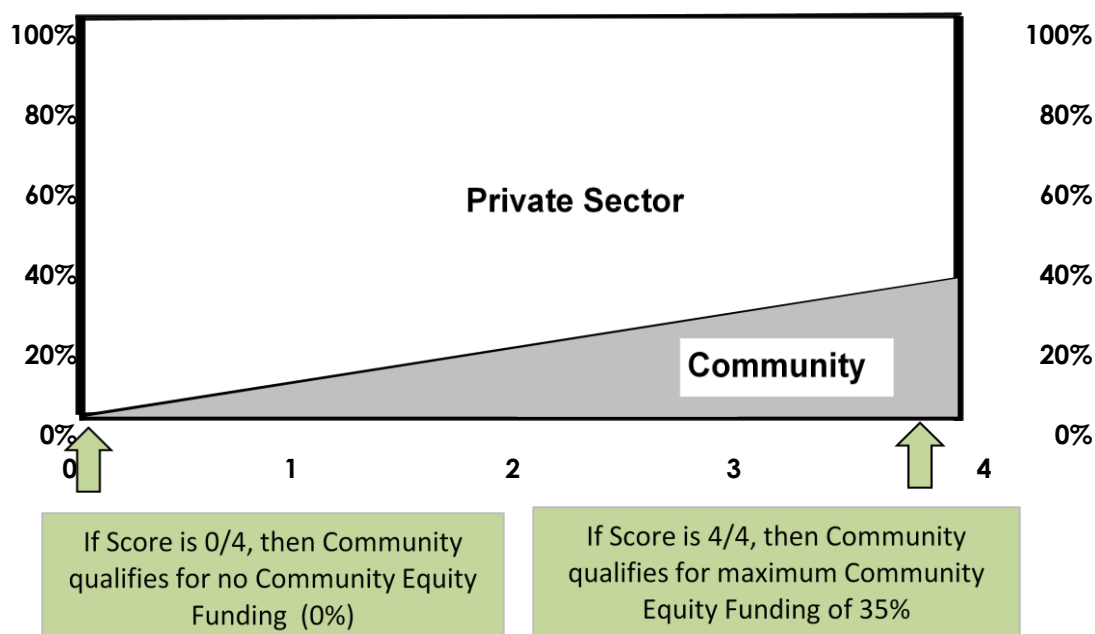 100% 100%
80% 80%
60% 60%
Private Sector
40% 40%
20% 20%
Community
0% 0%
0 1 2 3 4
If Score is 0/4, then Community
qualifies for no Community Equity
Funding (0%)
If Score is 4/4, then Community
qualifies for maximum Community
Equity Funding of 35%